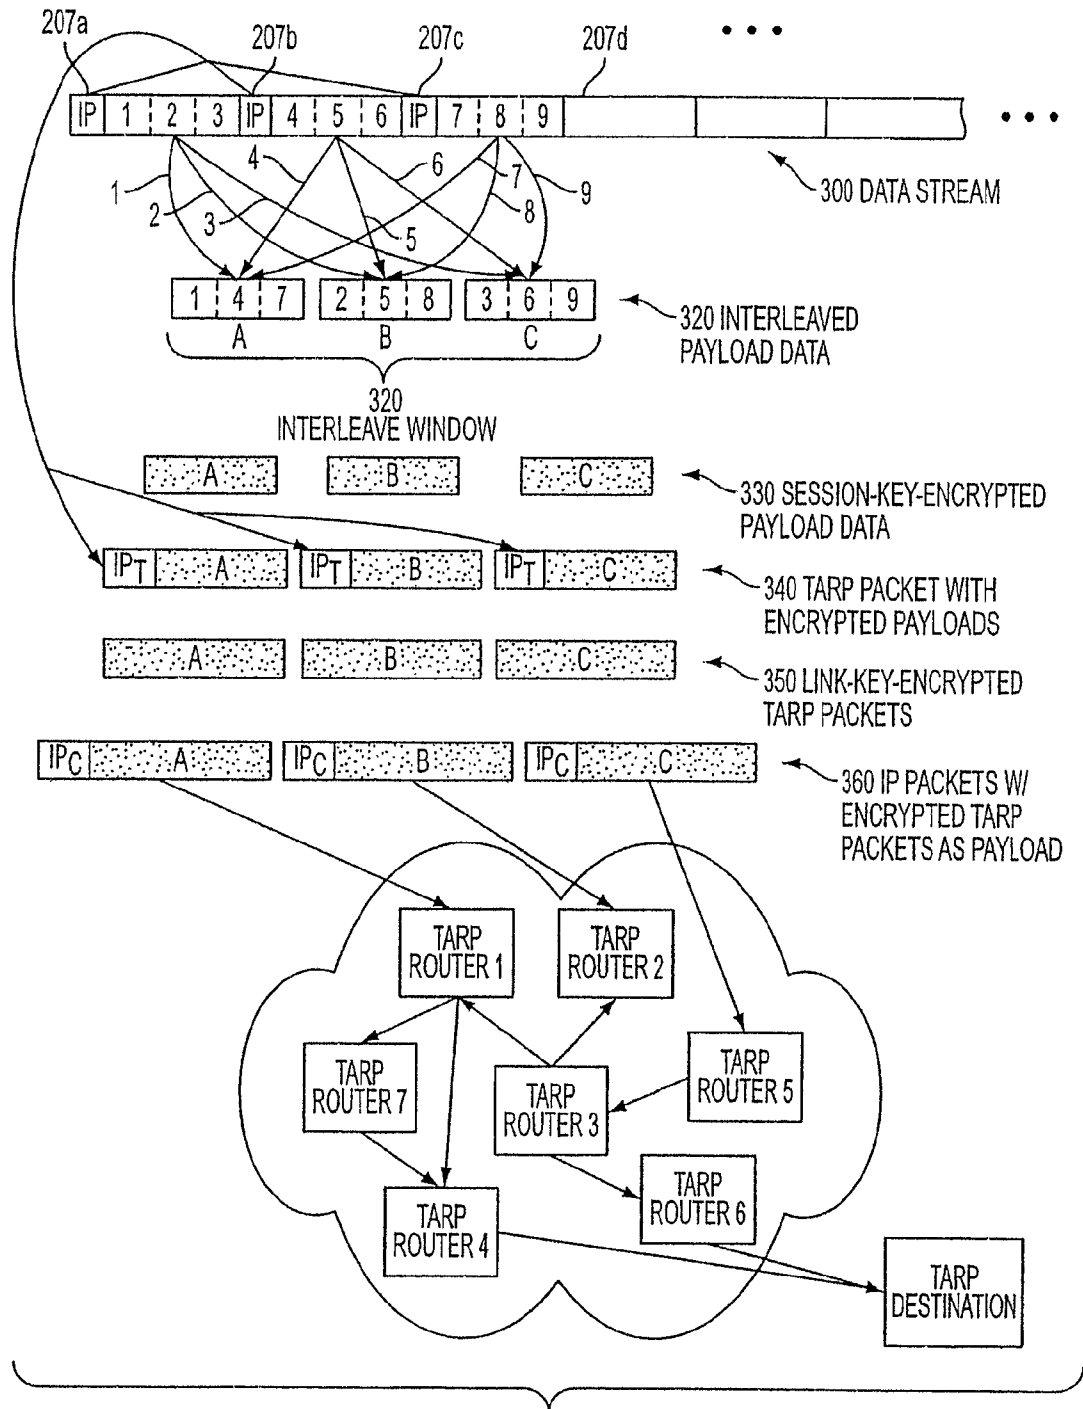 207a
207b
207c
207d
• • •
IP 1 2 3 IP 4 5 6 IP 7 8 9
• • •
300 DATA STREAM
1
2
3
4
5
6
7
8
9
1 4 7
2 5 8
3 6 9
A
B
C
320 INTERLEAVED
PAYLOAD DATA
320
INTERLEAVE WINDOW
A
B
C
330 SESSION-KEY-ENCRYPTED
PAYLOAD DATA
IPT A
IPT B
IPT C
340 TARP PACKET WITH
ENCRYPTED PAYLOADS
A
B
C
350 LINK-KEY-ENCRYPTED
TARP PACKETS
IPC A
IPC B
IPC C
360 IP PACKETS W/
ENCRYPTED TARP
PACKETS AS PAYLOAD
TARP
ROUTER 1
TARP
ROUTER 2
TARP
ROUTER 7
TARP
ROUTER 3
TARP
ROUTER 5
TARP
ROUTER 4
TARP
ROUTER 6
TARP
DESTINATION